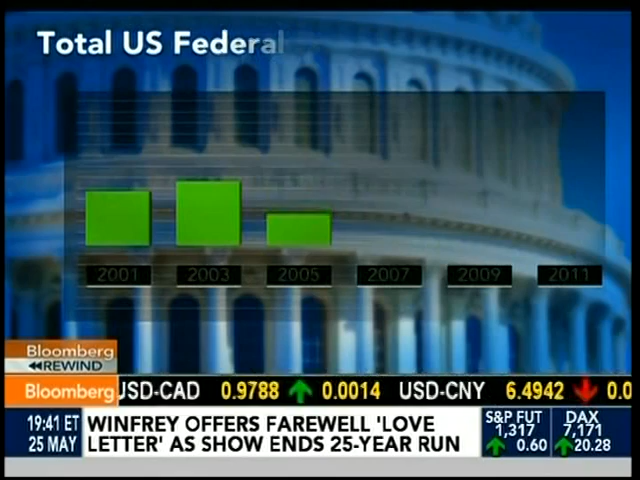 Total US Federal
2001 2003 2005 2007 2009 2011
Bloomberg
◄◄REWIND
Bloomberg USD-CAD 0.9788 0.0014 USD-CNY 6.4942 0.0
19:41 ET
25 MAY
WINFREY OFFERS FAREWELL 'LOVE
LETTER' AS SHOW ENDS 25-YEAR RUN
S&P FUT
1,317
0.60
DAX
7,171
20.28